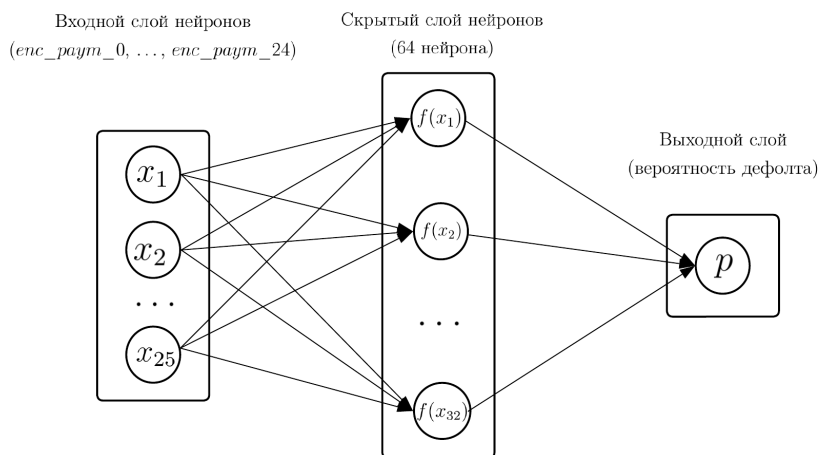 Входной слой нейронов
(enc_paym_0, ..., enc_paym_24)
Скрытый слой нейронов
(64 нейрона)
Выходной слой
(вероятность дефолта)
x₁
x₂
...
x₂₅
f(x₁)
f(x₂)
...
f(x₃₂)
p